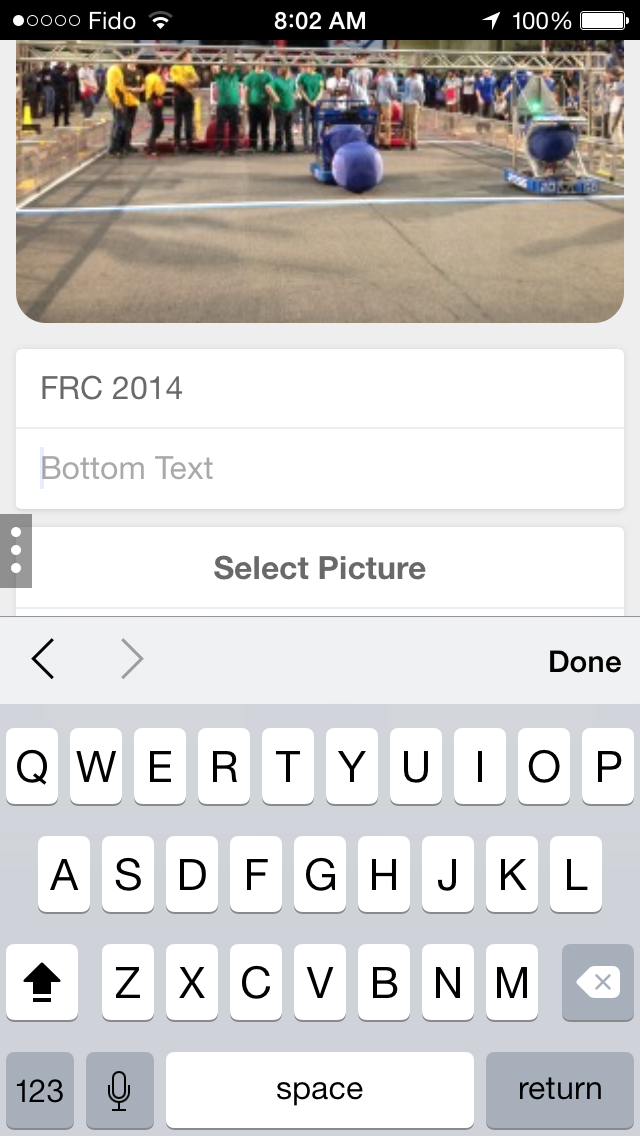 Fido 8:02 AM 100%
FRC 2014
Bottom Text
Select Picture
Done
Q W E R T Y U I O P
A S D F G H J K L
Z X C V B N M
123 space return